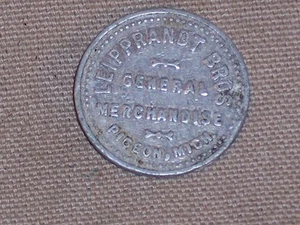 LEIPPRANDT BROS
GENERAL
MERCHANDISE
PIGEON, MICH.